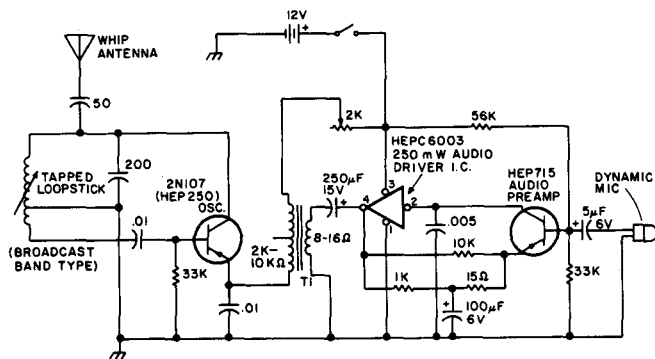 12V
+
WHIP
ANTENNA
50
2K
56K
HEPC6003
250 mW AUDIO
DRIVER I.C.
HEP715
AUDIO
PREAMP
DYNAMIC
MIC
TAPPED
LOOPSTICK
200
2N107
(HEP250)
OSC.
250µF
15V
+
4
3
2
1
5µF
6V
+
.01
(BROADCAST
BAND TYPE)
2K-
10KΩ
8-16Ω
.005
10K
33K
T1
1K
15Ω
33K
.01
+
100µF
6V